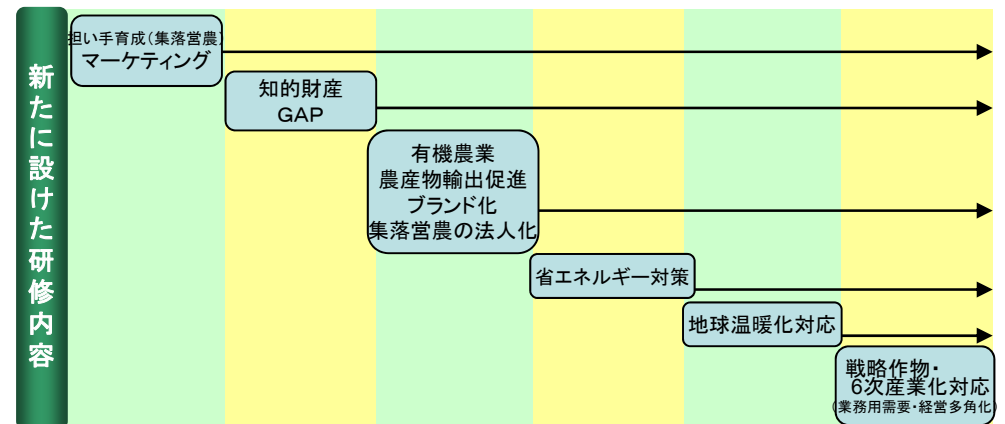 新たに設けた研修内容
担い手育成(集落営農)
マーケティング
知的財産
GAP
有機農業
農産物輸出促進
ブランド化
集落営農の法人化
省エネルギー対策
地球温暖化対応
戦略作物・
6次産業化対応
(業務用需要・経営多角化)